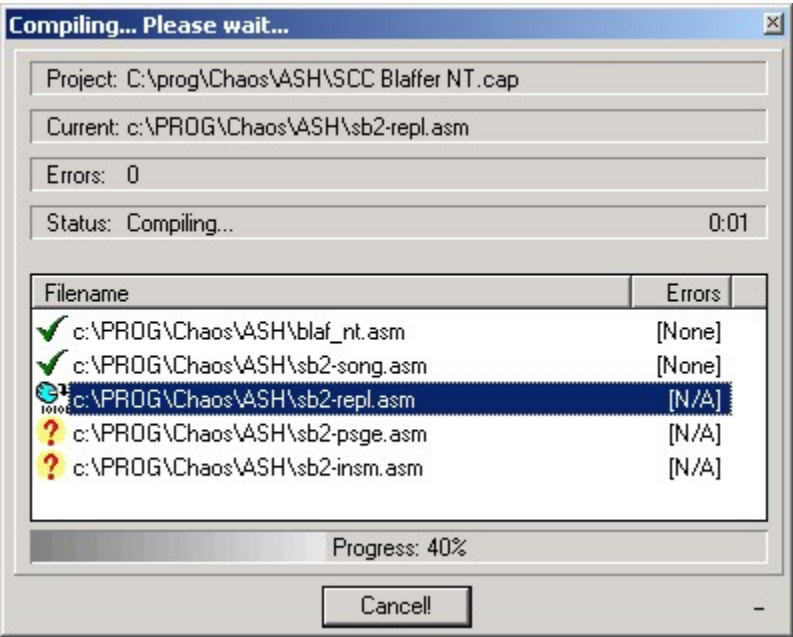 Compiling... Please wait...
Project: C:\prog\Chaos\ASH\SCC Blaffer NT.cap
Current: c:\PROG\Chaos\ASH\sb2-repl.asm
Errors: 0
Status: Compiling... 0:01
Filename Errors
c:\PROG\Chaos\ASH\blaf_nt.asm [None]
c:\PROG\Chaos\ASH\sb2-song.asm [None]
c:\PROG\Chaos\ASH\sb2-repl.asm [N/A]
c:\PROG\Chaos\ASH\sb2-psge.asm [N/A]
c:\PROG\Chaos\ASH\sb2-insm.asm [N/A]
Progress: 40%
Cancel!